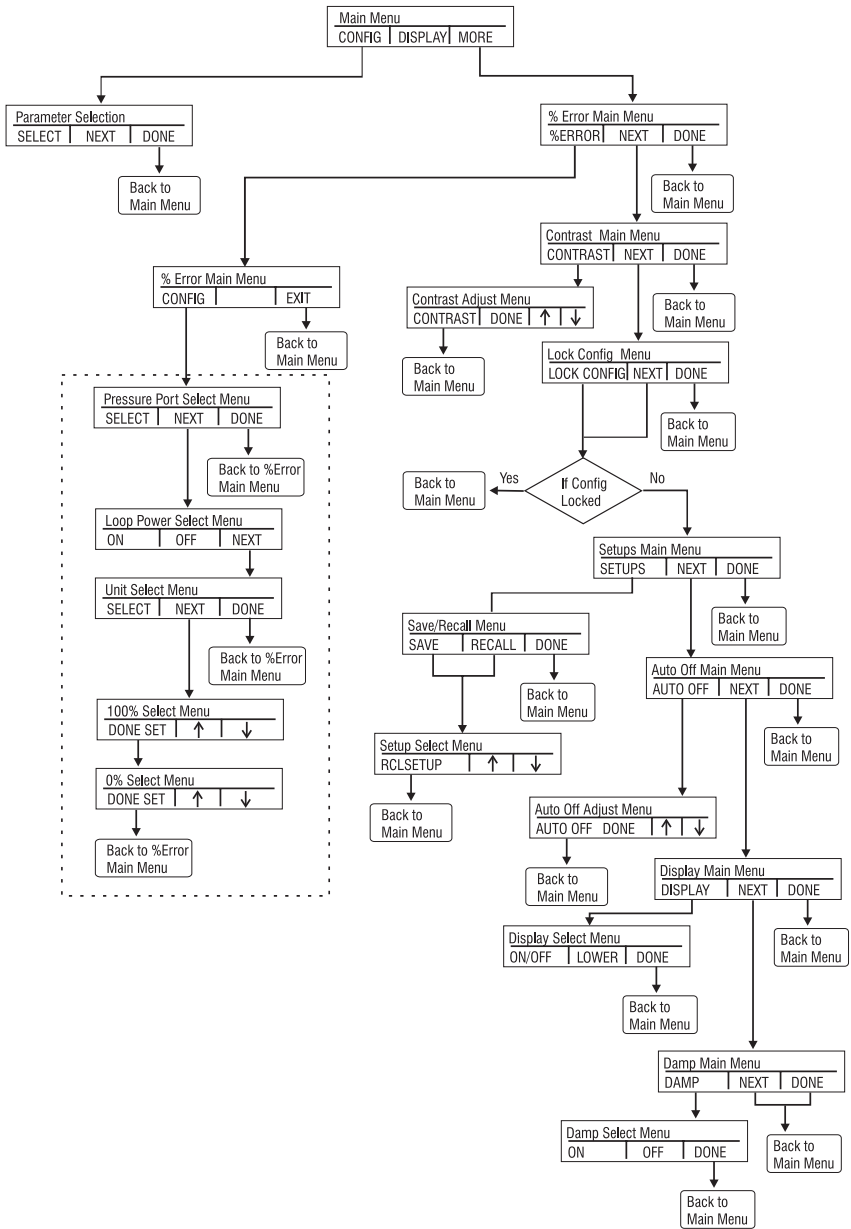 Main Menu
CONFIG DISPLAY MORE
Parameter Selection
SELECT NEXT DONE
Back to
Main Menu
% Error Main Menu
%ERROR NEXT DONE
Back to
Main Menu
Contrast Main Menu
CONTRAST NEXT DONE
Back to
Main Menu
% Error Main Menu
CONFIG EXIT
Back to
Main Menu
Contrast Adjust Menu
CONTRAST DONE ↑ ↓
Back to
Main Menu
Lock Config Menu
LOCK CONFIG NEXT DONE
Back to
Main Menu
Pressure Port Select Menu
SELECT NEXT DONE
Back to %Error
Main Menu
If Config
Locked
Yes
No
Back to
Main Menu
Loop Power Select Menu
ON OFF NEXT
Unit Select Menu
SELECT NEXT DONE
Back to %Error
Main Menu
100% Select Menu
DONE SET ↑ ↓
0% Select Menu
DONE SET ↑ ↓
Back to %Error
Main Menu
Setups Main Menu
SETUPS NEXT DONE
Back to
Main Menu
Save/Recall Menu
SAVE RECALL DONE
Back to
Main Menu
Setup Select Menu
RCLSETUP ↑ ↓
Back to
Main Menu
Auto Off Main Menu
AUTO OFF NEXT DONE
Back to
Main Menu
Auto Off Adjust Menu
AUTO OFF DONE ↑ ↓
Back to
Main Menu
Display Main Menu
DISPLAY NEXT DONE
Back to
Main Menu
Display Select Menu
ON/OFF LOWER DONE
Back to
Main Menu
Damp Main Menu
DAMP NEXT DONE
Back to
Main Menu
Damp Select Menu
ON OFF DONE
Back to
Main Menu